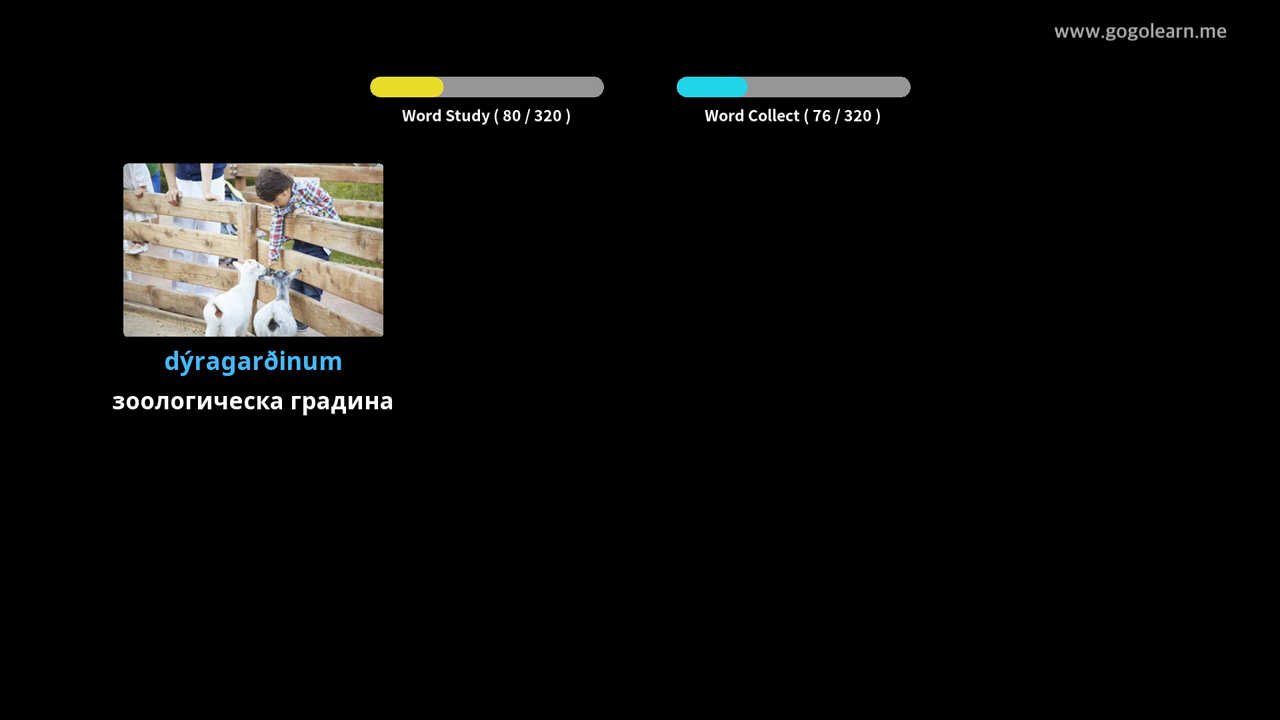 www.gogolearn.me
Word Study ( 80 / 320 )
Word Collect ( 76 / 320 )
dýragarðinum
зоологическа градина